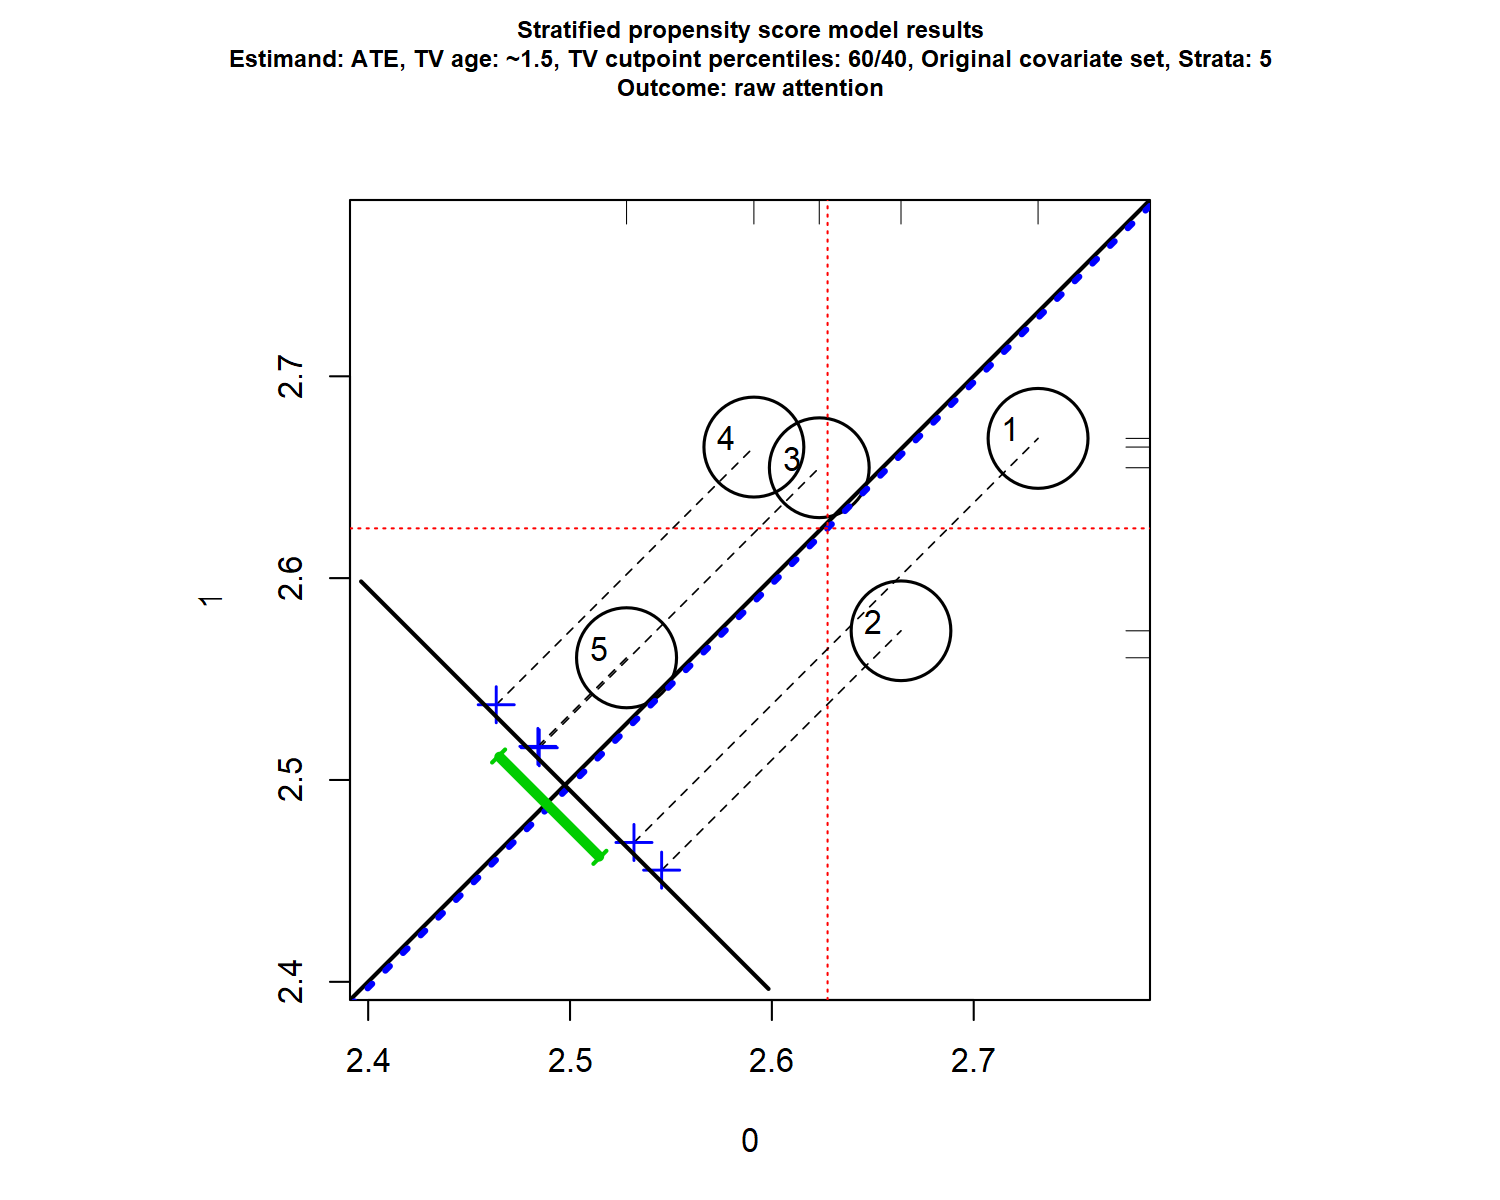 Stratified propensity score model results
Estimand: ATE, TV age: ~1.5, TV cutpoint percentiles: 60/40, Original covariate set, Strata: 5
Outcome: raw attention
2.7
1
4
3
2.6
1
2
5
2.5
2.4
2.4 2.5 2.6 2.7
0